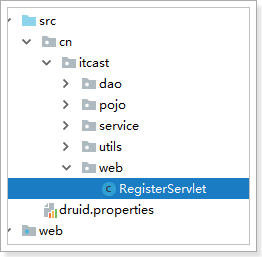 src
cn
itcast
dao
pojo
service
utils
web
RegisterServlet
druid.properties
web